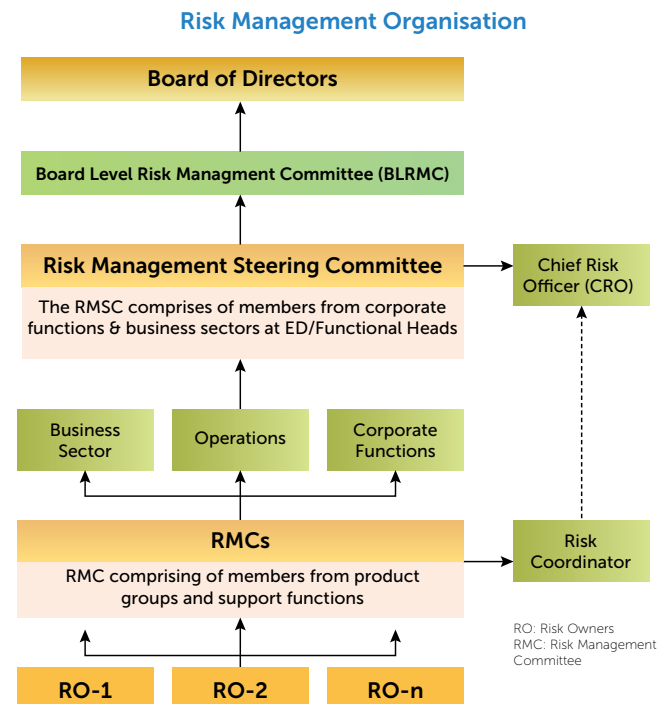 Risk Management Organisation
Board of Directors
Board Level Risk Managment Committee (BLRMC)
Risk Management Steering Committee
The RMSC comprises of members from corporate
functions & business sectors at ED/Functional Heads
Chief Risk
Officer (CRO)
Business
Sector
Operations
Corporate
Functions
RMCs
RMC comprising of members from product
groups and support functions
Risk
Coordinator
RO: Risk Owners
RMC: Risk Management
Committee
RO-1
RO-2
RO-n